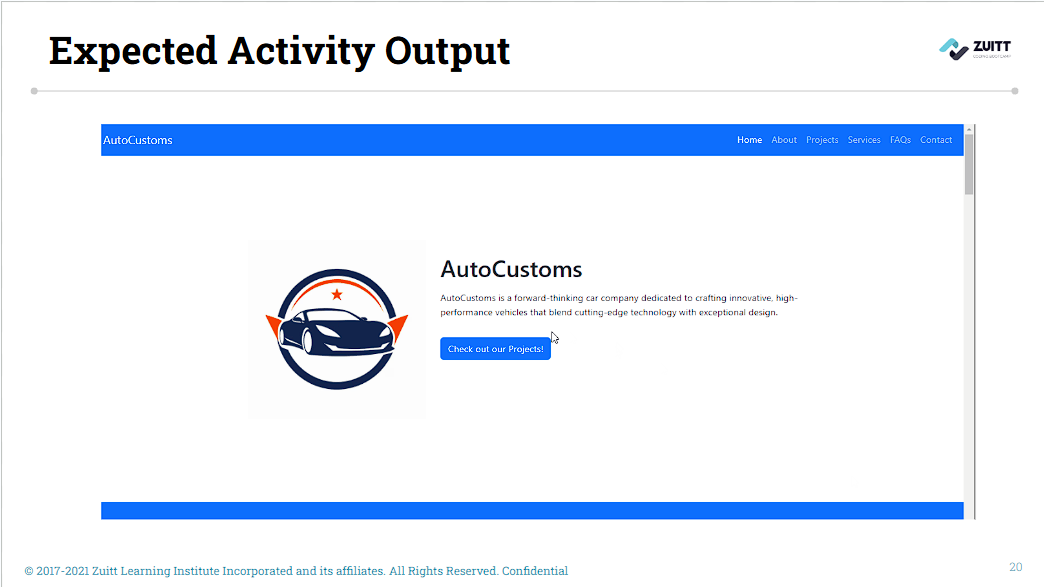 Expected Activity Output
ZUITT
CODING BOOTCAMP
AutoCustoms
Home About Projects Services FAQs Contact
AutoCustoms
AutoCustoms is a forward-thinking car company dedicated to crafting innovative, high-
performance vehicles that blend cutting-edge technology with exceptional design.
Check out our Projects!
© 2017-2021 Zuitt Learning Institute Incorporated and its affiliates. All Rights Reserved. Confidential
20